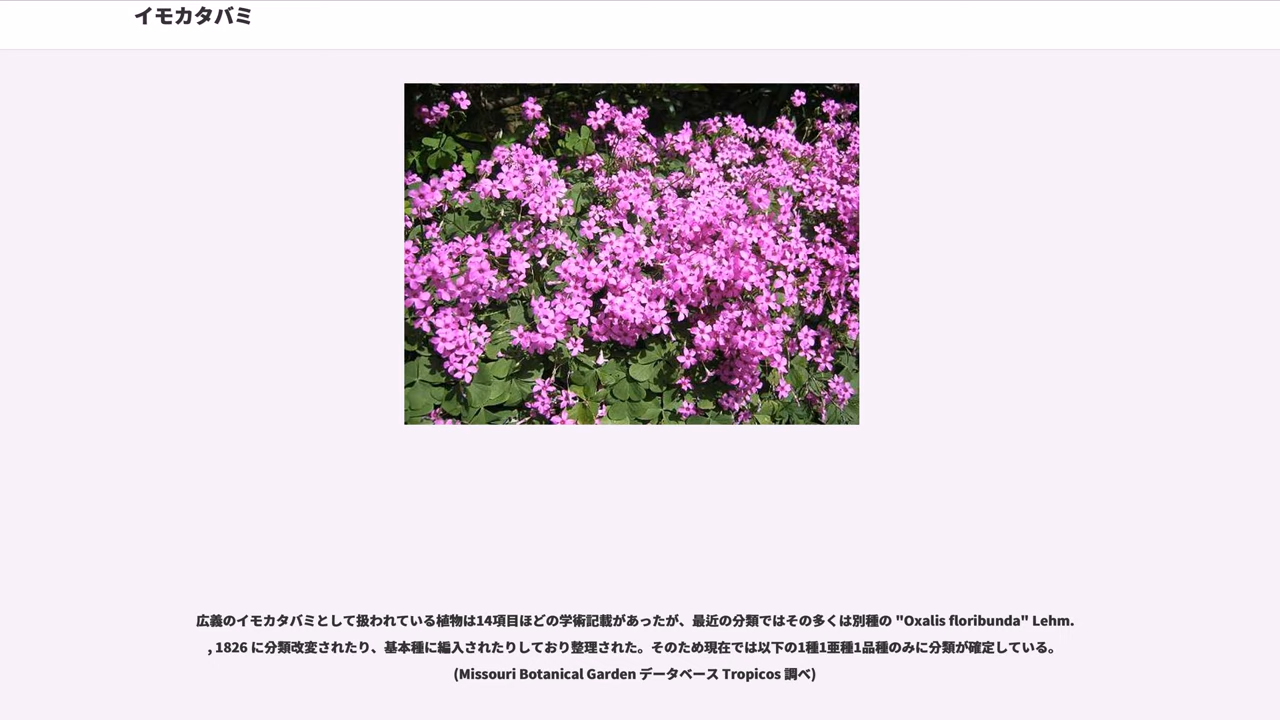 イモカタバミ
広義のイモカタバミとして扱われている植物は14項目ほどの学術記載があったが、最近の分類ではその多くは別種の "Oxalis floribunda" Lehm.
, 1826 に分類改変されたり、基本種に編入されたりしており整理された。そのため現在では以下の1種1亜種1品種のみに分類が確定している。
(Missouri Botanical Garden データベース Tropicos 調べ)